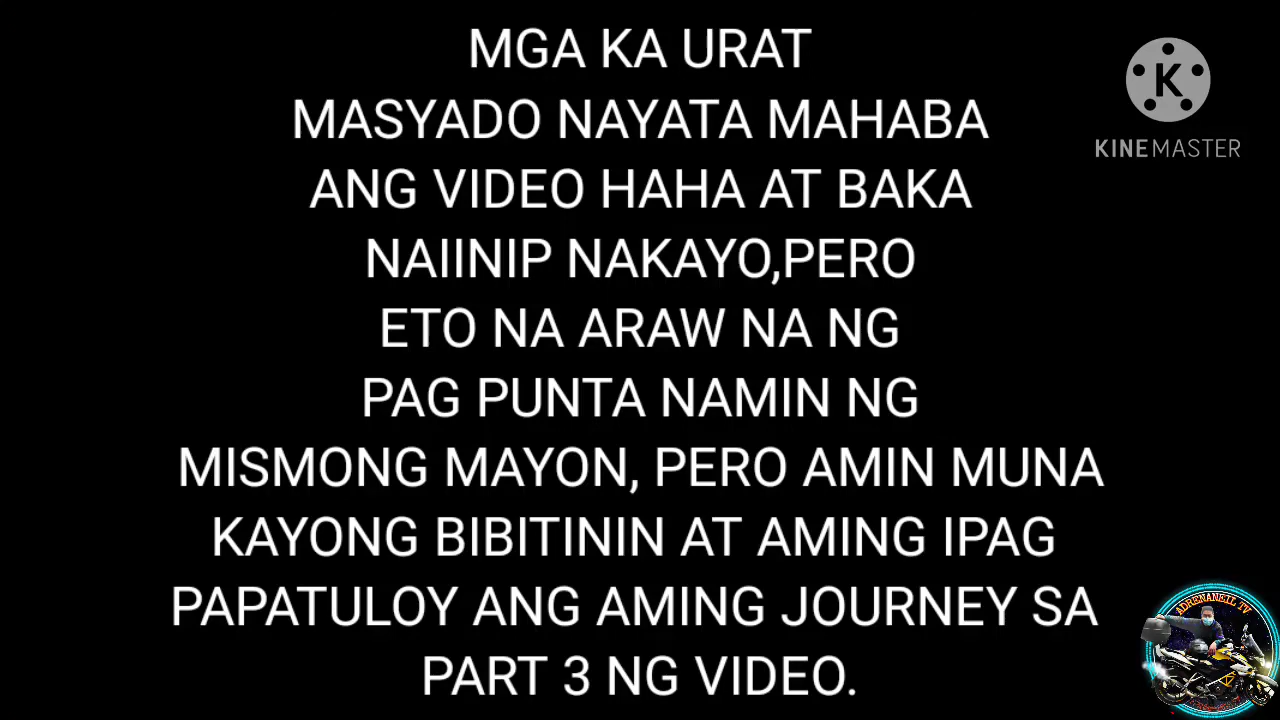 MGA KA URAT
MASYADO NAYATA MAHABA
ANG VIDEO HAHA AT BAKA
NAIINIP NAKAYO,PERO
ETO NA ARAW NA NG
PAG PUNTA NAMIN NG
MISMONG MAYON, PERO AMIN MUNA
KAYONG BIBITININ AT AMING IPAG
PAPATULOY ANG AMING JOURNEY SA
PART 3 NG VIDEO.
K
KINEMASTER
ADRENANEIL TV